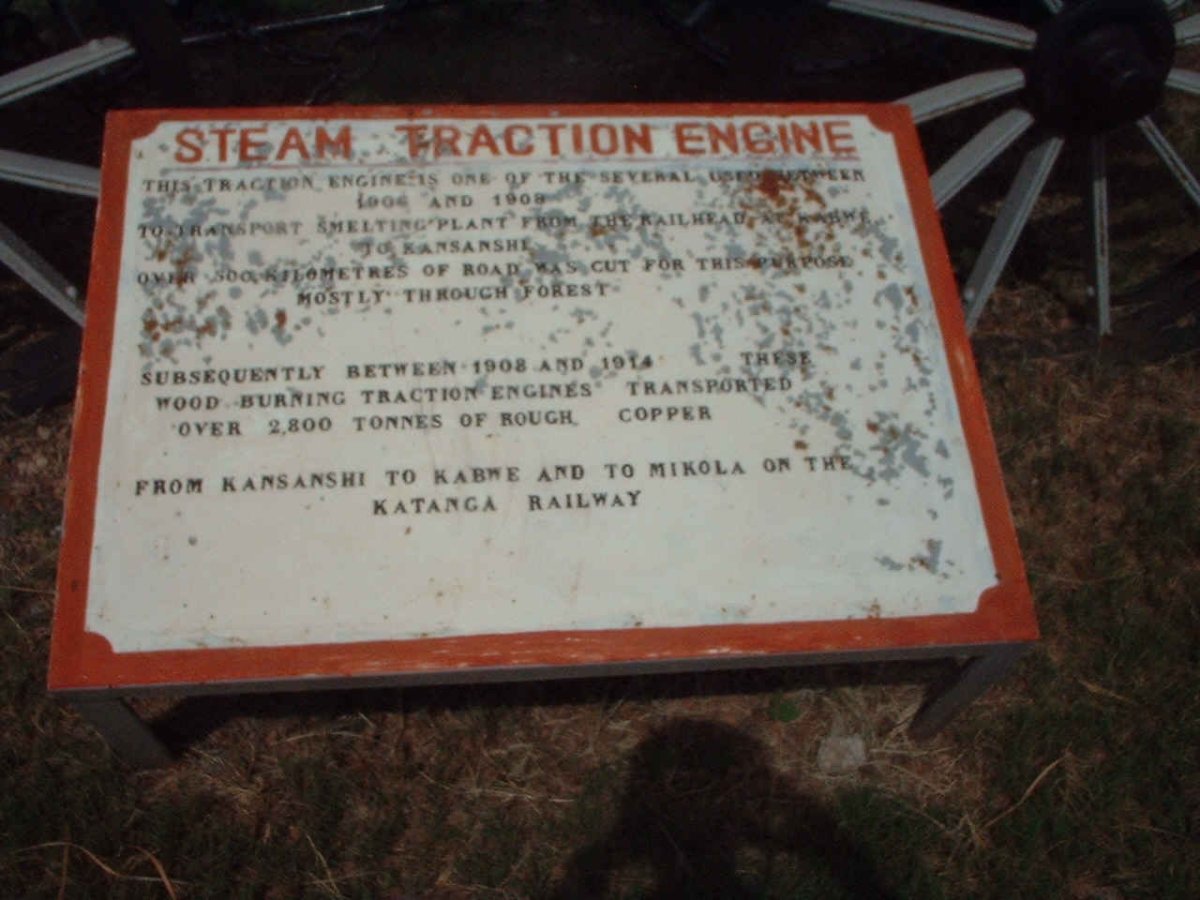 STEAM TRACTION ENGINE
THIS TRACTION ENGINE IS ONE OF THE SEVERAL USED BETWEEN
1906 AND 1908
TO TRANSPORT SMELTING PLANT FROM THE RAILHEAD AT KABWE
TO KANSANSHI
OVER 500 KILOMETRES OF ROAD WAS CUT FOR THIS PURPOSE
MOSTLY THROUGH FOREST
SUBSEQUENTLY BETWEEN 1908 AND 1914 THESE
WOOD BURNING TRACTION ENGINES TRANSPORTED
OVER 2,800 TONNES OF ROUGH COPPER
FROM KANSANSHI TO KABWE AND TO MIKOLA ON THE
KATANGA RAILWAY